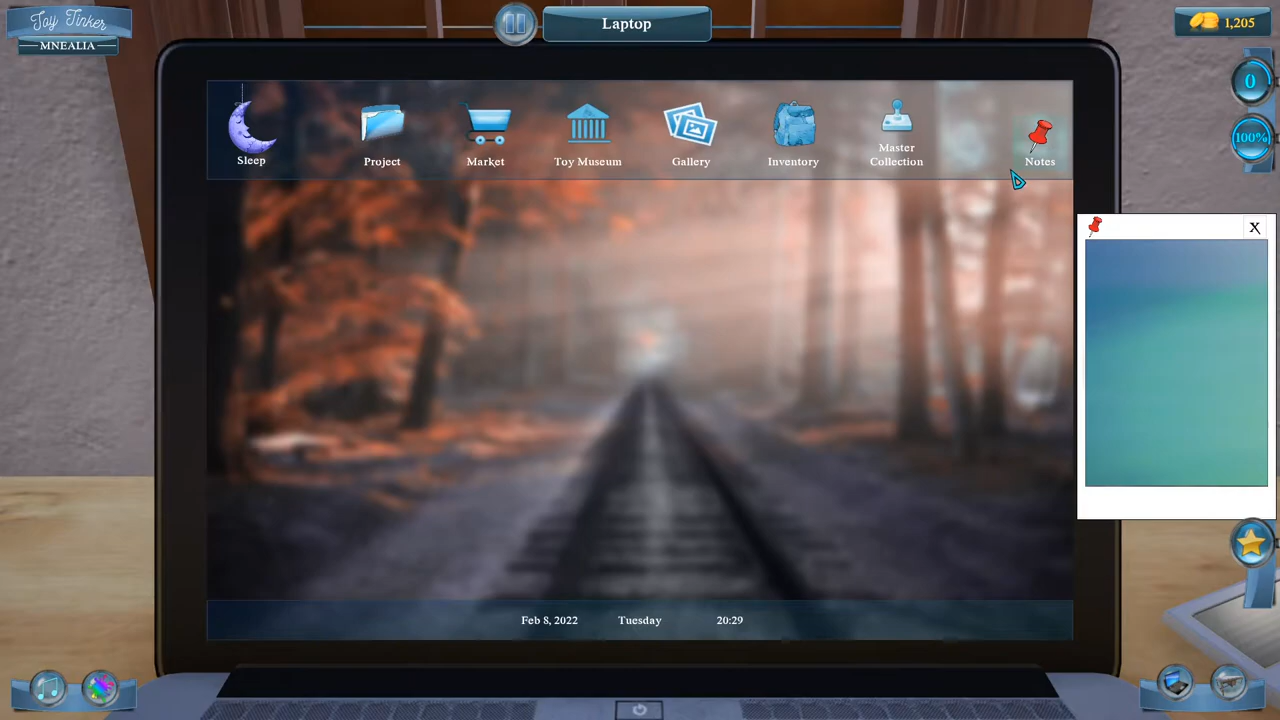 Toy Tinker
MNEALIA
Laptop
1,205
0
100%
Sleep
Project
Market
Toy Museum
Gallery
Inventory
Master
Collection
Notes
X
Feb 8, 2022 Tuesday 20:29